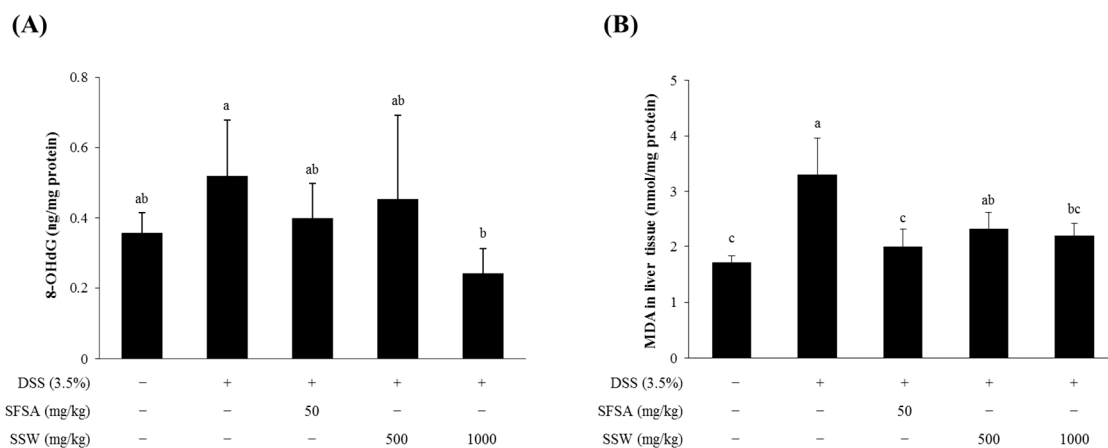 (A)
8-OHdG (ng/mg protein)
0.8
0.6
0.4
0.2
0
ab
a
ab
ab
b
DSS (3.5%) − + + + +
SFSA (mg/kg) − − 50 − −
SSW (mg/kg) − − − 500 1000
(B)
MDA in liver tissue (nmol/mg protein)
5
4
3
2
1
0
c
a
c
ab
bc
DSS (3.5%) − + + + +
SFSA (mg/kg) − − 50 − −
SSW (mg/kg) − − − 500 1000